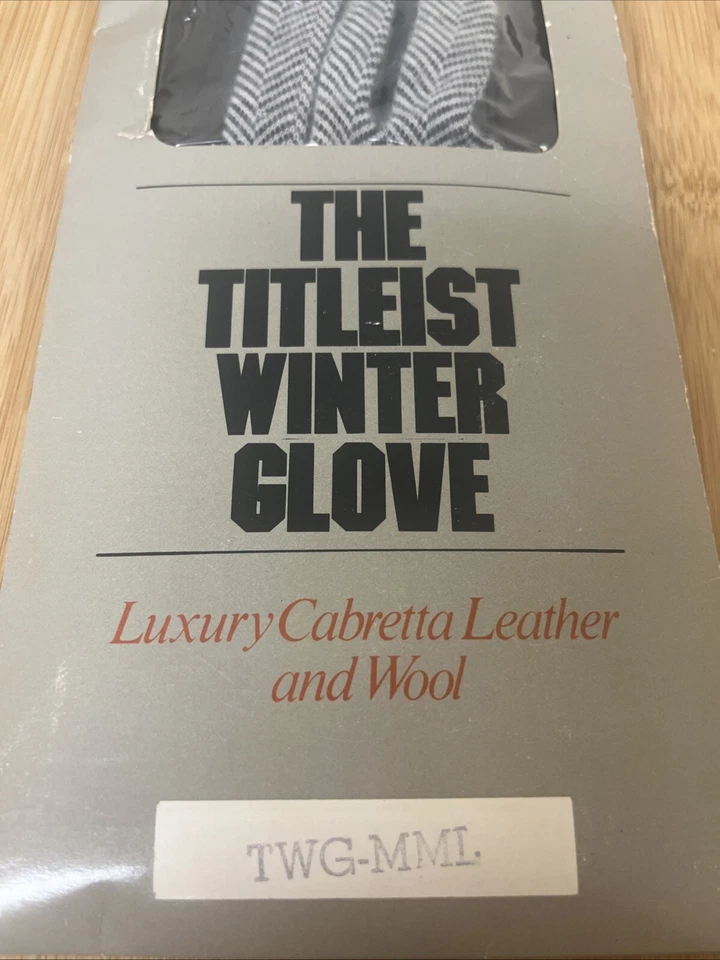 THE
TITLEIST
WINTER
GLOVE
Luxury Cabretta Leather
and Wool
TWG-MML